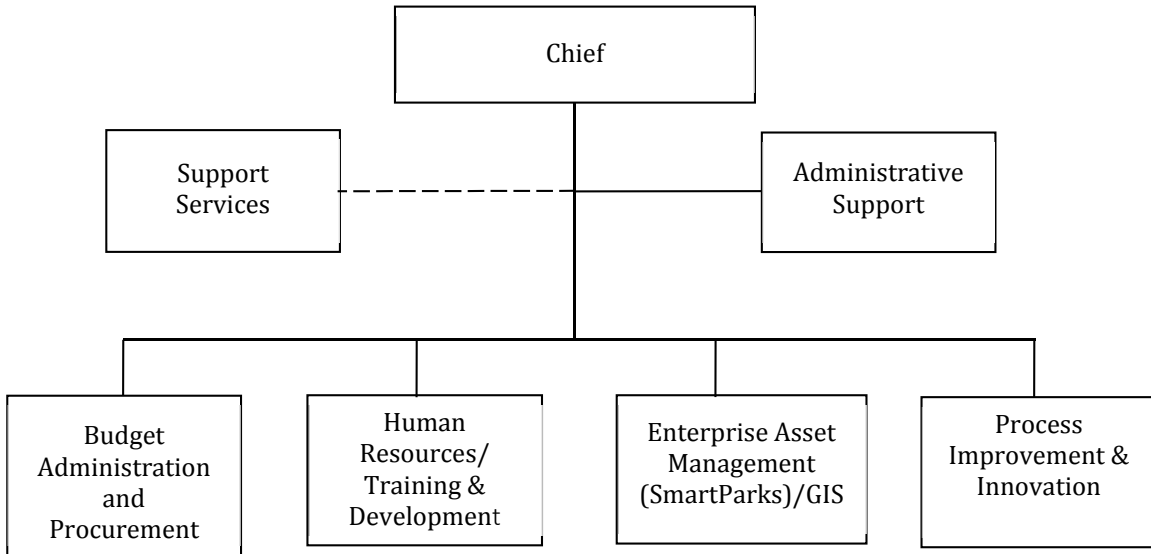 Chief
Support
Services
Administrative
Support
Budget
Administration
and
Procurement
Human
Resources/
Training &
Development
Enterprise Asset
Management
(SmartParks)/GIS
Process
Improvement &
Innovation